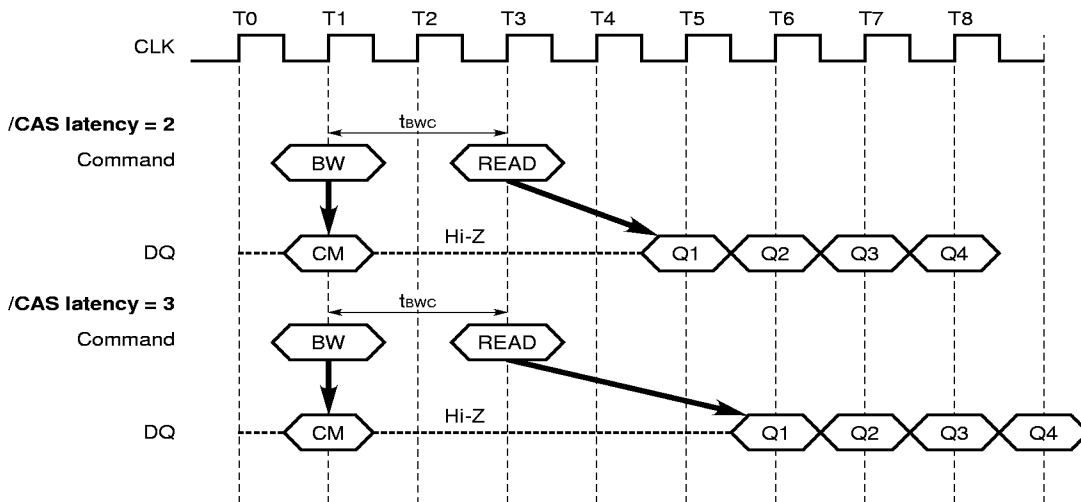 T0 T1 T2 T3 T4 T5 T6 T7 T8
CLK
/CAS latency = 2
tBWC
Command BW READ
Hi-Z
DQ CM Q1 Q2 Q3 Q4
/CAS latency = 3
tBWC
Command BW READ
Hi-Z
DQ CM Q1 Q2 Q3 Q4